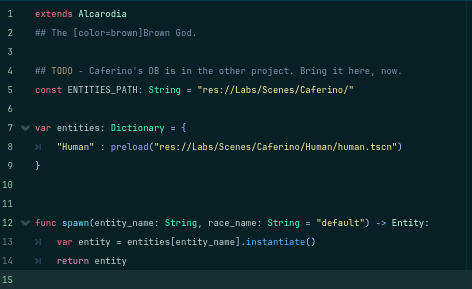 1 extends Alcarodia
2 ## The [color=brown]Brown God.
3
4 ## TODO - Caferino's DB is in the other project. Bring it here, now.
5 const ENTITIES_PATH: String = "res://Labs/Scenes/Caferino/"
6
7 var entities: Dictionary = {
8 "Human" : preload("res://Labs/Scenes/Caferino/Human/human.tscn")
9 }
10
11
12 func spawn(entity_name: String, race_name: String = "default") -> Entity:
13 var entity = entities[entity_name].instantiate()
14 return entity
15